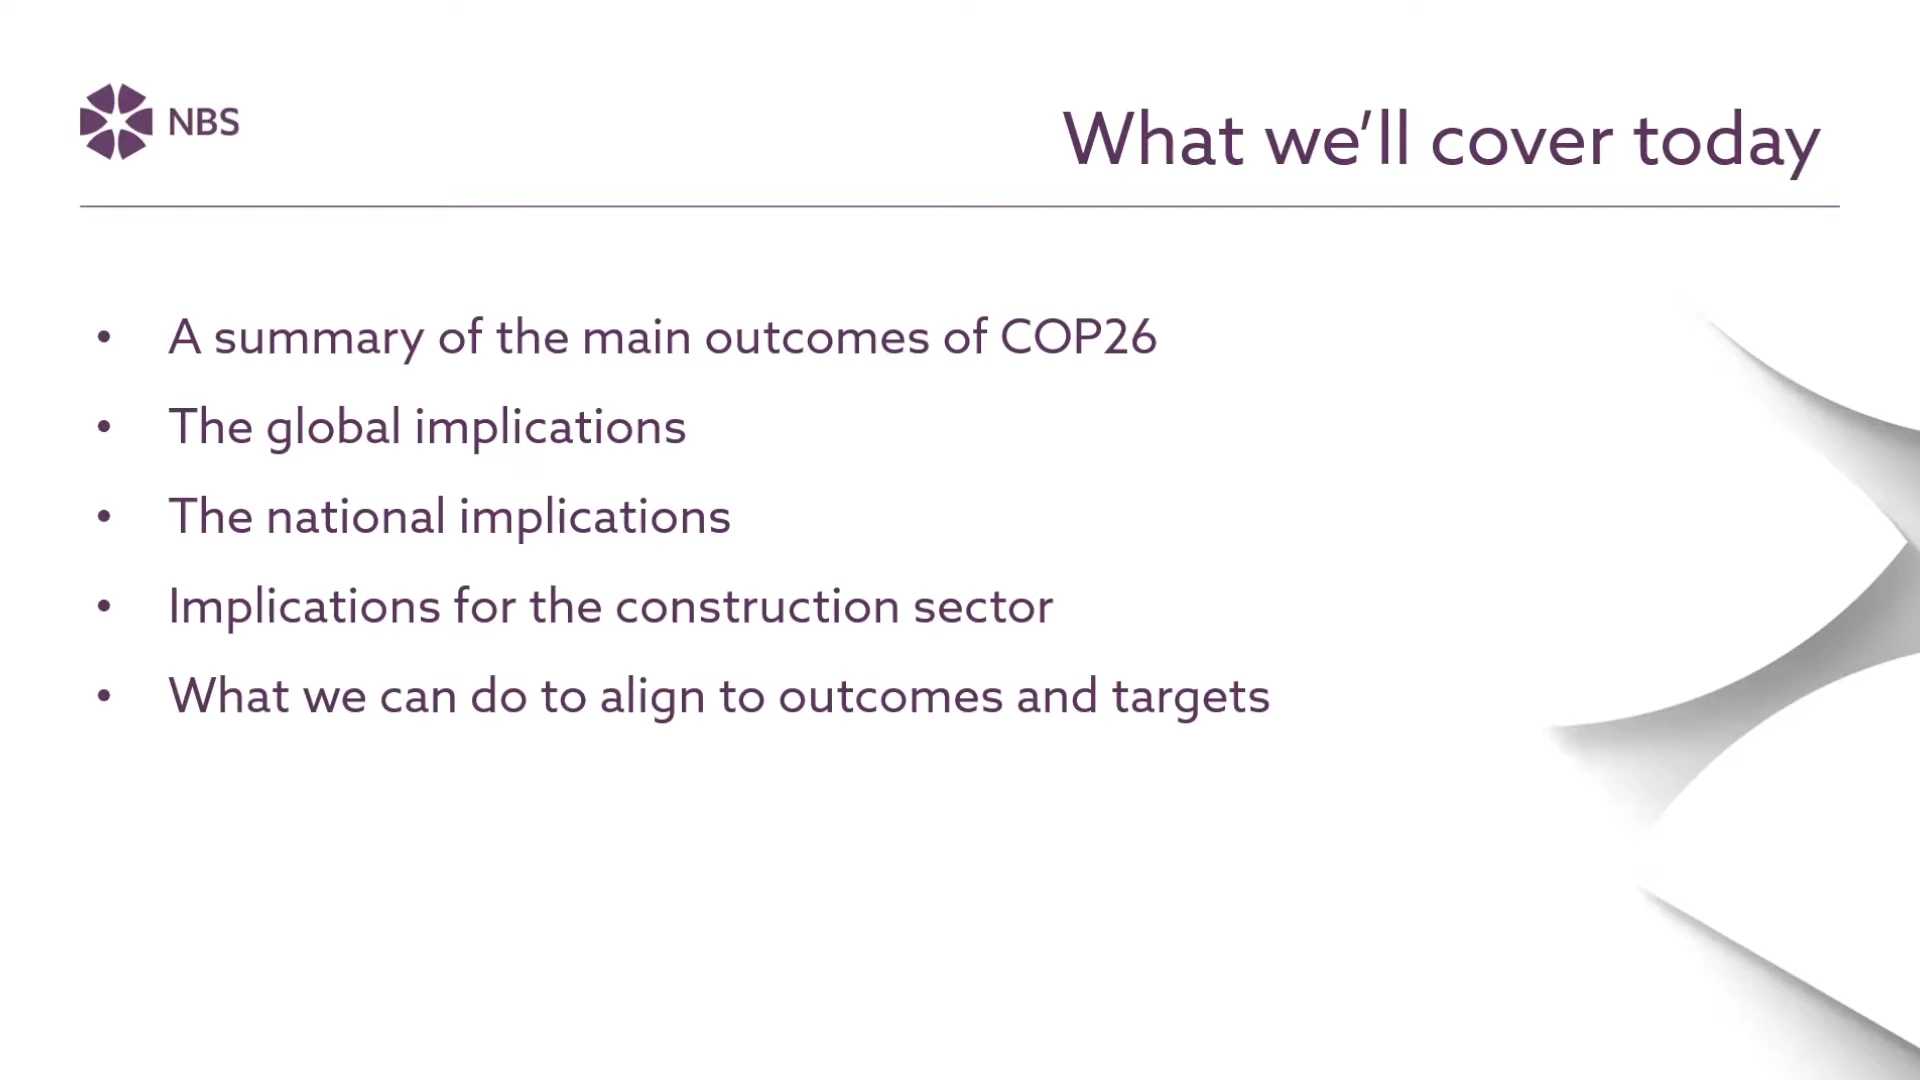 NBS
What we’ll cover today
• A summary of the main outcomes of COP26
• The global implications
• The national implications
• Implications for the construction sector
• What we can do to align to outcomes and targets